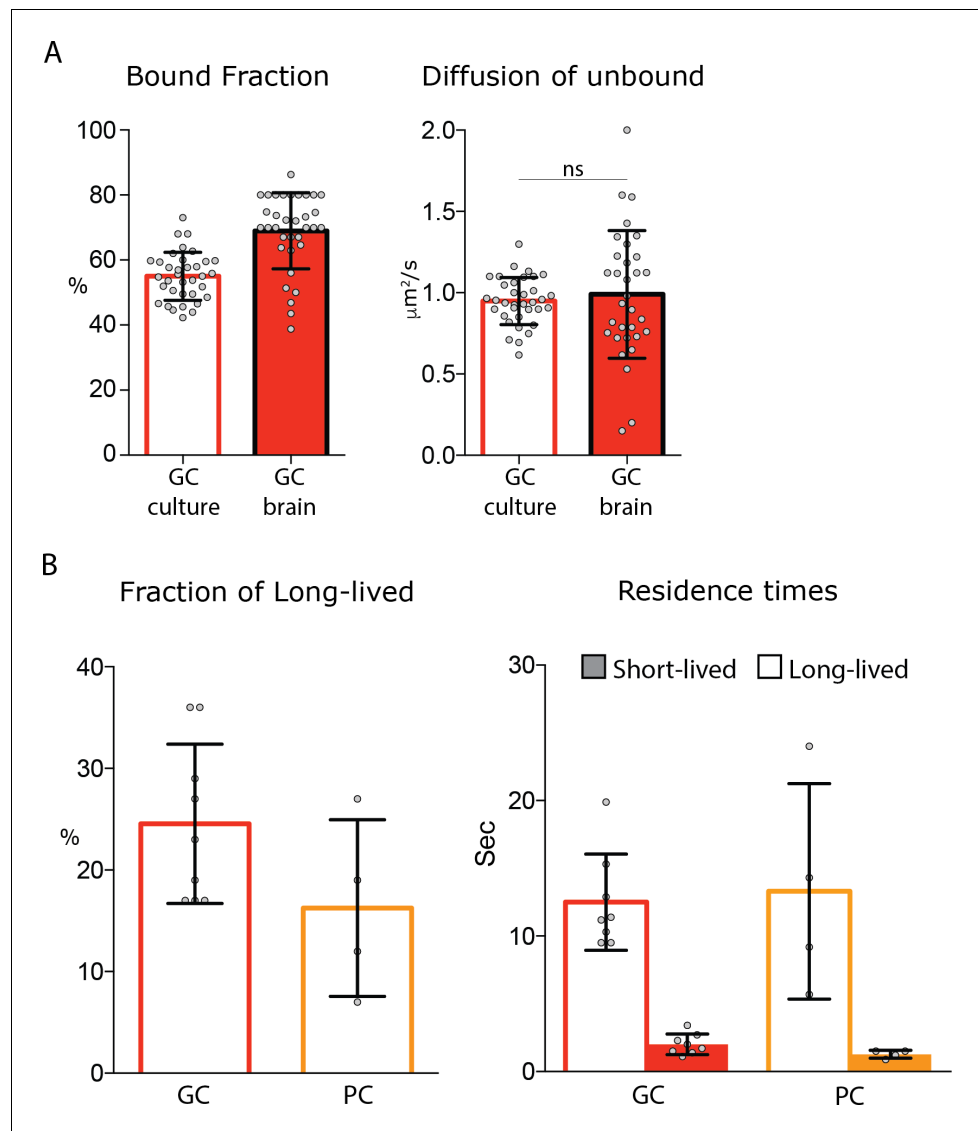 A
Bound Fraction
Diffusion of unbound
100
80
60
%
40
20
0
GC
culture
GC
brain
2.0
ns
1.5
μm²/s
1.0
0.5
0.0
GC
culture
GC
brain
B
Fraction of Long-lived
Residence times
40
30
%
20
10
0
GC
PC
30
Short-lived
Long-lived
20
Sec
10
0
GC
PC